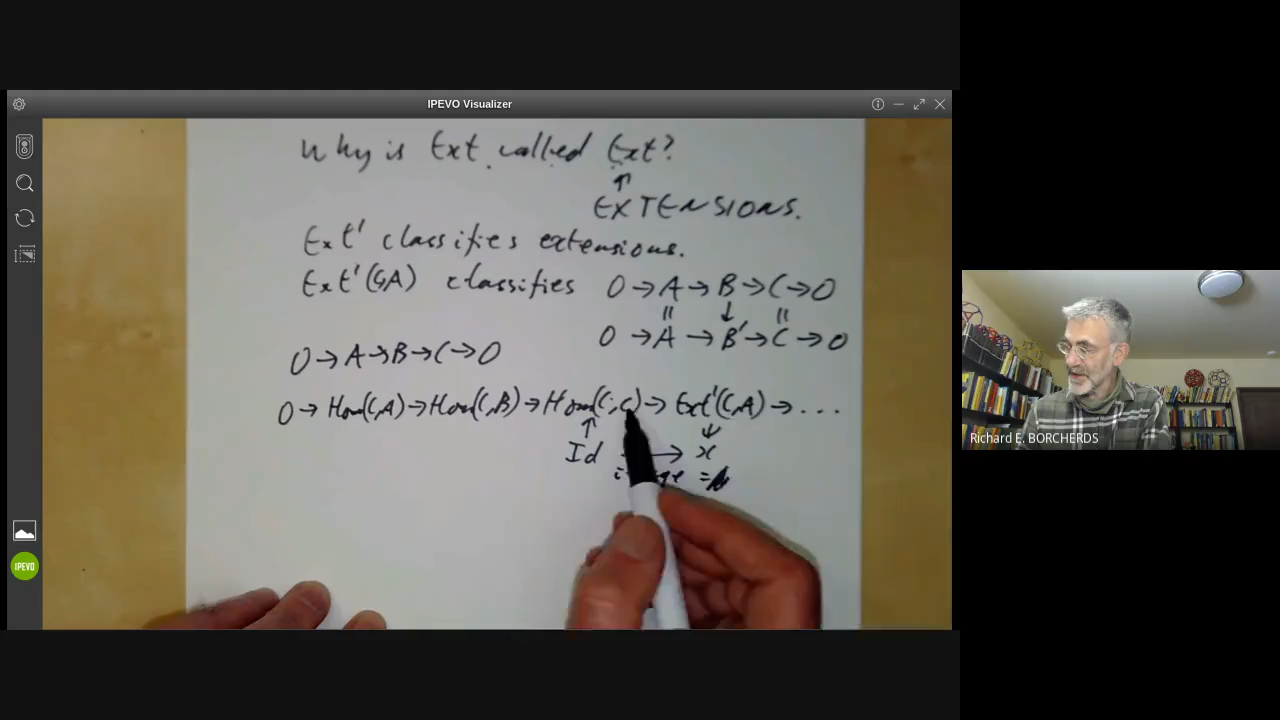 IPEVO Visualizer
Why is Ext called Ext?
↑
EXTENSIONS.
Ext¹ classifies extensions.
Ext¹(C,A) classifies 0→A→B→C→0
|| ↓ ||
0→A→B'→C→0
0→A→B→C→0
0→Hom(C,A)→Hom(C,B)→Hom(C,C)→Ext¹(C,A)→...
↑ ↓
Id → x
=
Richard E. BORCHERDS
IPEVO